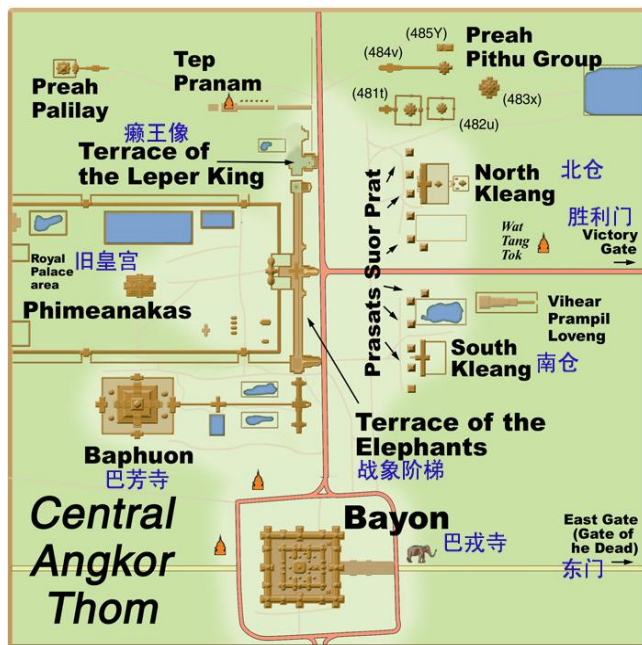 (485Y)
(484v)
Preah
Pithu Group
Tep
Pranam
Preah
Palilay
(481t)
(483x)
(482u)
癞王像
Terrace of
the Leper King
North
Kleang
北仓
Prasats Suor Prat
胜利门
Victory
Gate
Wat
Tang
Tok
Royal
Palace
area
旧皇宫
Phimeanakas
Vihear
Prampil
Loveng
South
Kleang
南仓
Terrace of the
Elephants
战象阶梯
Baphuon
巴芳寺
Central
Angkor
Thom
Bayon
巴戎寺
East Gate
(Gate of
he Dead)
东门